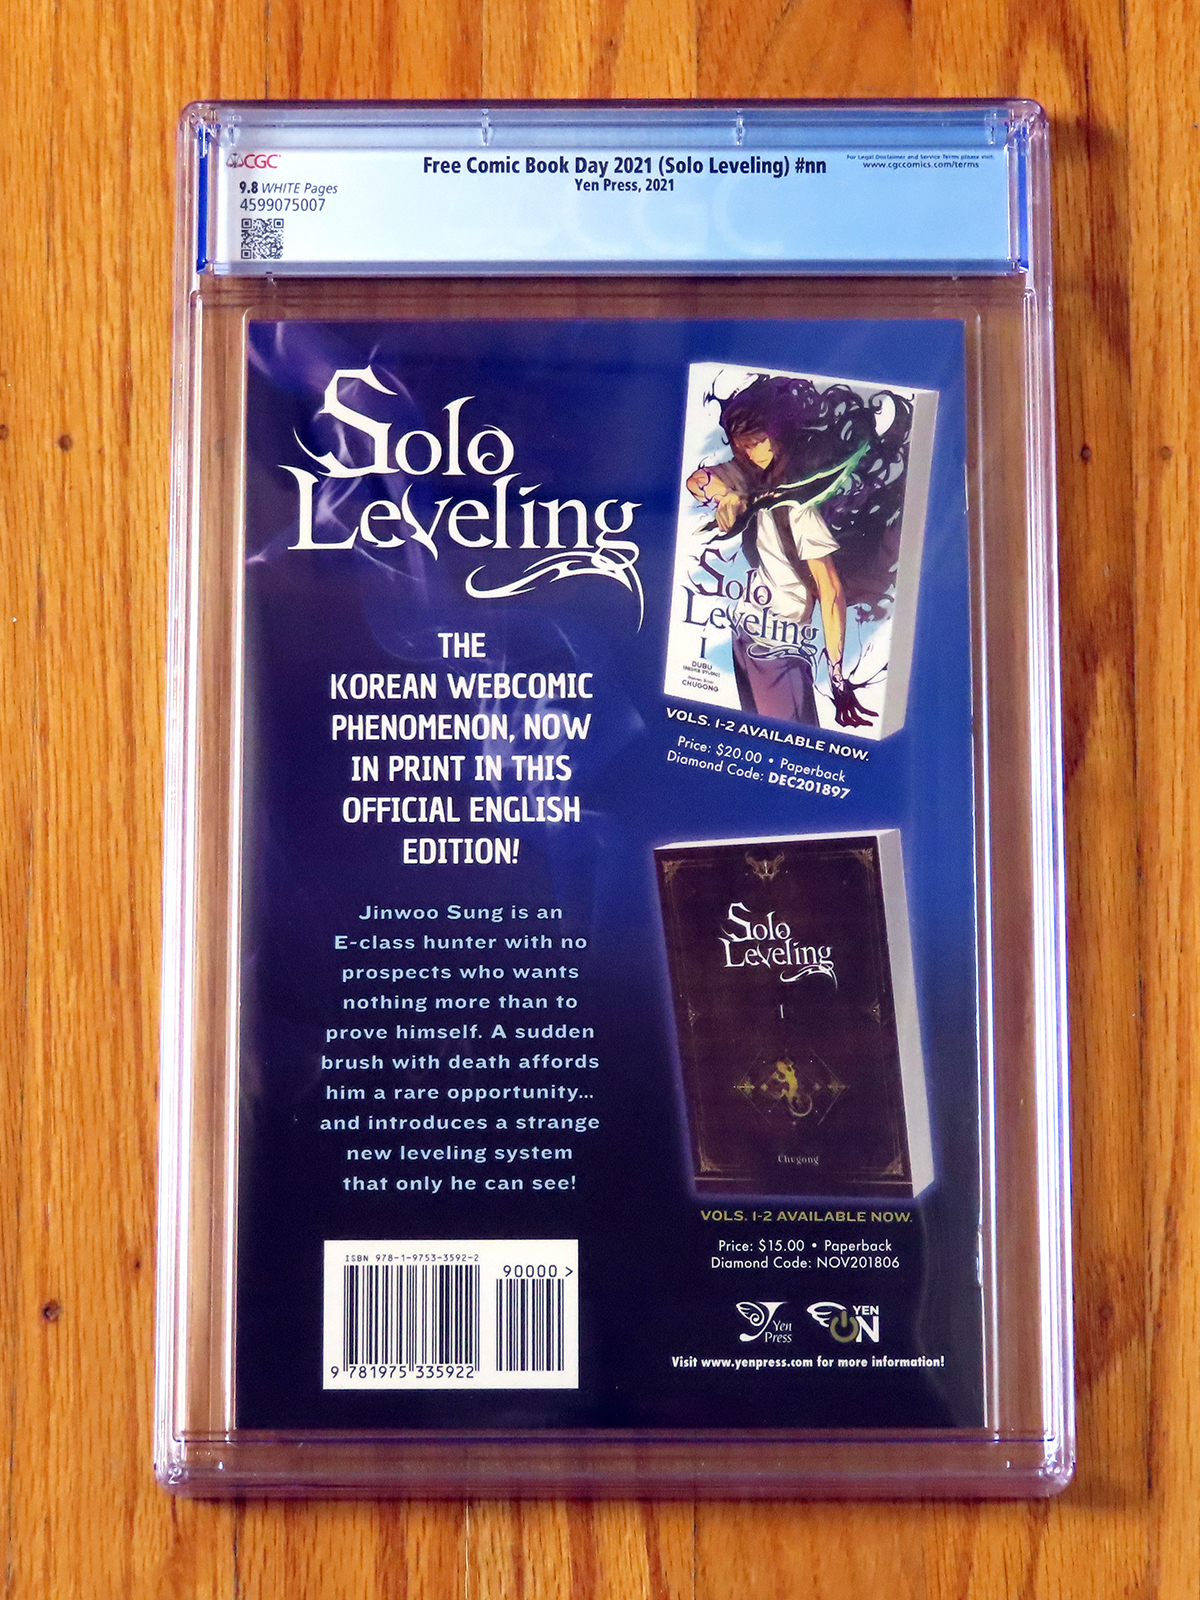 CGC
Free Comic Book Day 2021 (Solo Leveling) #nn
Yen Press, 2021
For Legal Disclaimer and Service Terms please visit:
www.cgccomics.com/terms
9.8 WHITE Pages
4599075007
CGC
Solo
Leveling
THE
KOREAN WEBCOMIC
PHENOMENON, NOW
IN PRINT IN THIS
OFFICIAL ENGLISH
EDITION!
Jinwoo Sung is an
E-class hunter with no
prospects who wants
nothing more than to
prove himself. A sudden
brush with death affords
him a rare opportunity...
and introduces a strange
new leveling system
that only he can see!
ISBN 978-1-9753-3592-2
90000 >
9 781975 335922
Solo
Leveling
I
DUBU
(REDICE STUDIO)
CHUGONG
VOLS. 1-2 AVAILABLE NOW.
Price: $20.00 • Paperback
Diamond Code: DEC201897
Solo
Leveling
I
Chugong
VOLS. 1-2 AVAILABLE NOW.
Price: $15.00 • Paperback
Diamond Code: NOV201806
Yen
Press
YEN
ON
Visit www.yenpress.com for more information!